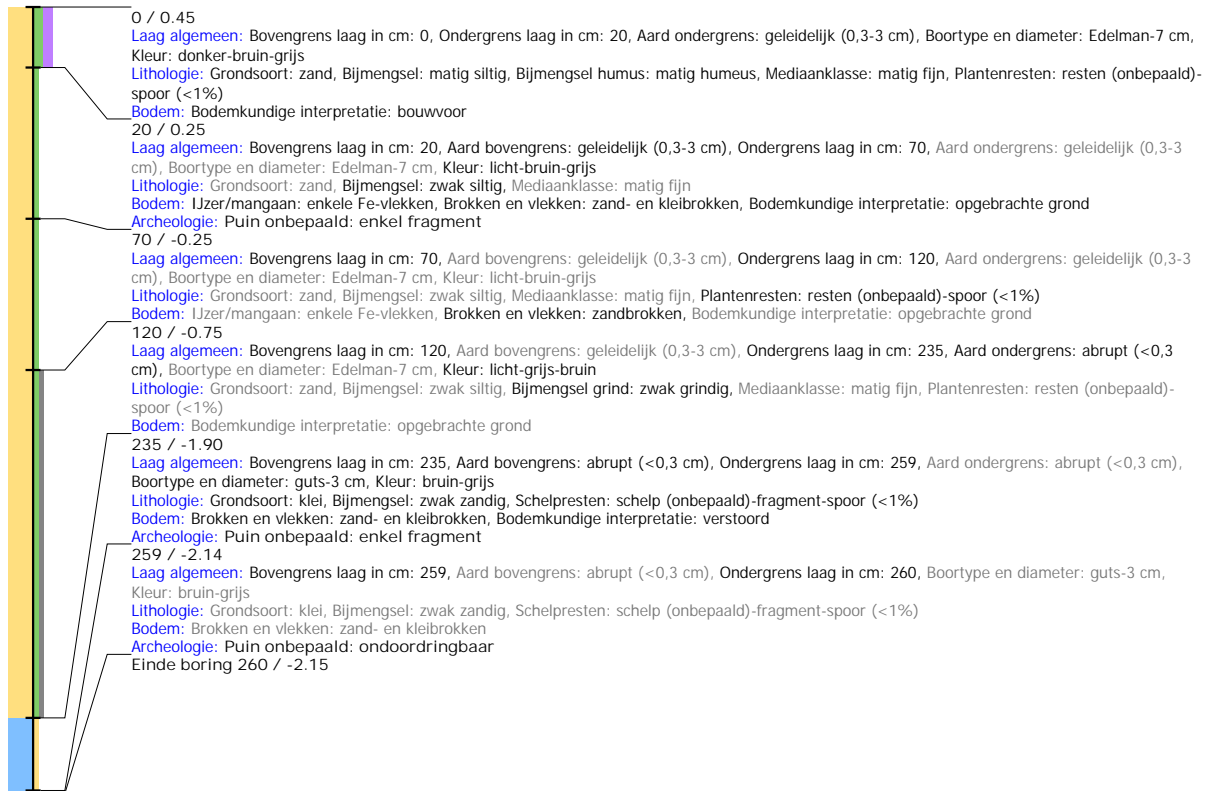 0 / 0.45
Laag algemeen: Bovengrens laag in cm: 0, Ondergrens laag in cm: 20, Aard ondergrens: geleidelijk (0,3-3 cm), Boortype en diameter: Edelman-7 cm,
Kleur: donker-bruin-grijs
Lithologie: Grondsoort: zand, Bijmengsel: matig siltig, Bijmengsel humus: matig humeus, Mediaanklasse: matig fijn, Plantenresten: resten (onbepaald)-
spoor (<1%)
Bodem: Bodemkundige interpretatie: bouwvoor
20 / 0.25
Laag algemeen: Bovengrens laag in cm: 20, Aard bovengrens: geleidelijk (0,3-3 cm), Ondergrens laag in cm: 70, Aard ondergrens: geleidelijk (0,3-3
cm), Boortype en diameter: Edelman-7 cm, Kleur: licht-bruin-grijs
Lithologie: Grondsoort: zand, Bijmengsel: zwak siltig, Mediaanklasse: matig fijn
Bodem: IJzer/mangaan: enkele Fe-vlekken, Brokken en vlekken: zand- en kleibrokken, Bodemkundige interpretatie: opgebrachte grond
Archeologie: Puin onbepaald: enkel fragment
70 / -0.25
Laag algemeen: Bovengrens laag in cm: 70, Aard bovengrens: geleidelijk (0,3-3 cm), Ondergrens laag in cm: 120, Aard ondergrens: geleidelijk (0,3-3
cm), Boortype en diameter: Edelman-7 cm, Kleur: licht-bruin-grijs
Lithologie: Grondsoort: zand, Bijmengsel: zwak siltig, Mediaanklasse: matig fijn, Plantenresten: resten (onbepaald)-spoor (<1%)
Bodem: IJzer/mangaan: enkele Fe-vlekken, Brokken en vlekken: zandbrokken, Bodemkundige interpretatie: opgebrachte grond
120 / -0.75
Laag algemeen: Bovengrens laag in cm: 120, Aard bovengrens: geleidelijk (0,3-3 cm), Ondergrens laag in cm: 235, Aard ondergrens: abrupt (<0,3
cm), Boortype en diameter: Edelman-7 cm, Kleur: licht-grijs-bruin
Lithologie: Grondsoort: zand, Bijmengsel: zwak siltig, Bijmengsel grind: zwak grindig, Mediaanklasse: matig fijn, Plantenresten: resten (onbepaald)-
spoor (<1%)
Bodem: Bodemkundige interpretatie: opgebrachte grond
235 / -1.90
Laag algemeen: Bovengrens laag in cm: 235, Aard bovengrens: abrupt (<0,3 cm), Ondergrens laag in cm: 259, Aard ondergrens: abrupt (<0,3 cm),
Boortype en diameter: guts-3 cm, Kleur: bruin-grijs
Lithologie: Grondsoort: klei, Bijmengsel: zwak zandig, Schelpresten: schelp (onbepaald)-fragment-spoor (<1%)
Bodem: Brokken en vlekken: zand- en kleibrokken, Bodemkundige interpretatie: verstoord
Archeologie: Puin onbepaald: enkel fragment
259 / -2.14
Laag algemeen: Bovengrens laag in cm: 259, Aard bovengrens: abrupt (<0,3 cm), Ondergrens laag in cm: 260, Boortype en diameter: guts-3 cm,
Kleur: bruin-grijs
Lithologie: Grondsoort: klei, Bijmengsel: zwak zandig, Schelpresten: schelp (onbepaald)-fragment-spoor (<1%)
Bodem: Brokken en vlekken: zand- en kleibrokken
Archeologie: Puin onbepaald: ondoordringbaar
Einde boring 260 / -2.15